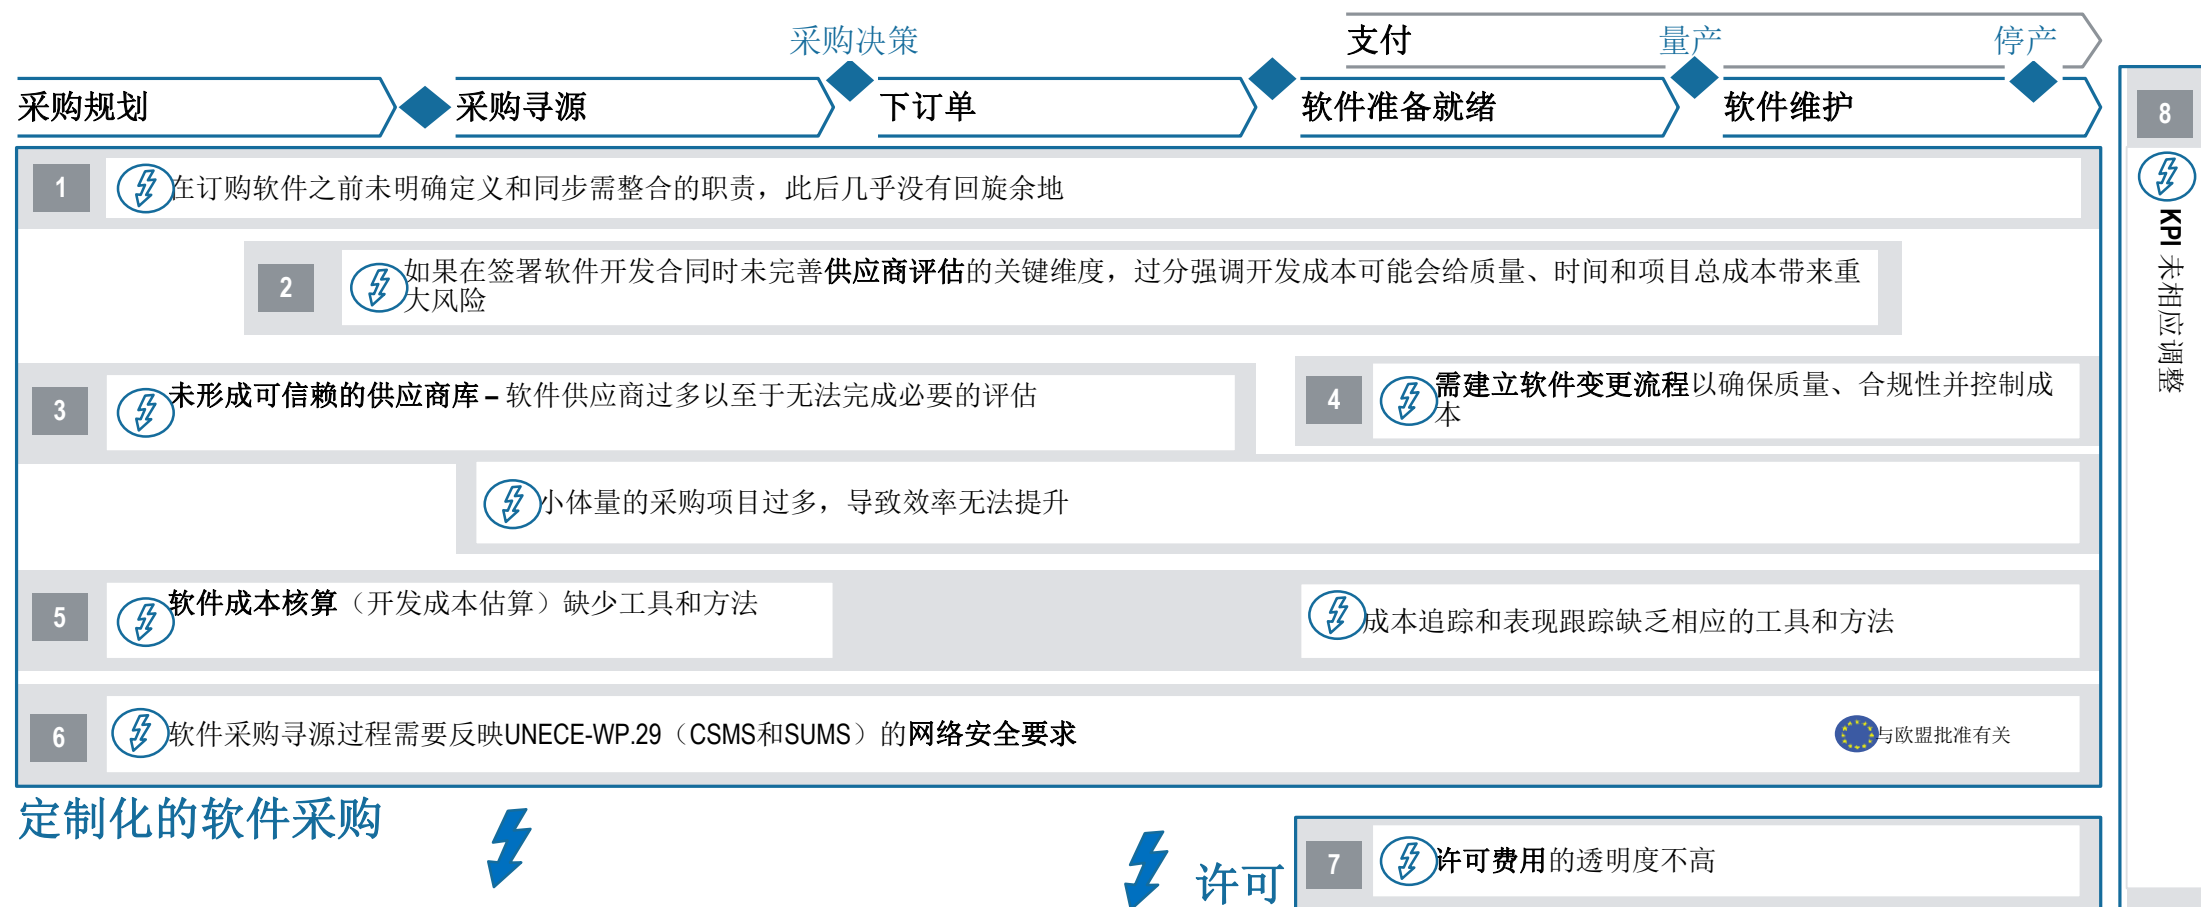 采购决策
支付
量产
停产
采购规划
采购寻源
下订单
软件准备就绪
软件维护
8
KPI 未相应调整
1
在订购软件之前未明确定义和同步需整合的职责，此后几乎没有回旋余地
2
如果在签署软件开发合同时未完善供应商评估的关键维度，过分强调开发成本可能会给质量、时间和项目总成本带来重
大风险
3
未形成可信赖的供应商库 – 软件供应商过多以至于无法完成必要的评估
4
需建立软件变更流程以确保质量、合规性并控制成
本
小体量的采购项目过多，导致效率无法提升
5
软件成本核算（开发成本估算）缺少工具和方法
成本追踪和表现跟踪缺乏相应的工具和方法
6
软件采购寻源过程需要反映UNECE-WP.29（CSMS和SUMS）的网络安全要求
与欧盟批准有关
定制化的软件采购
许可
7
许可费用的透明度不高